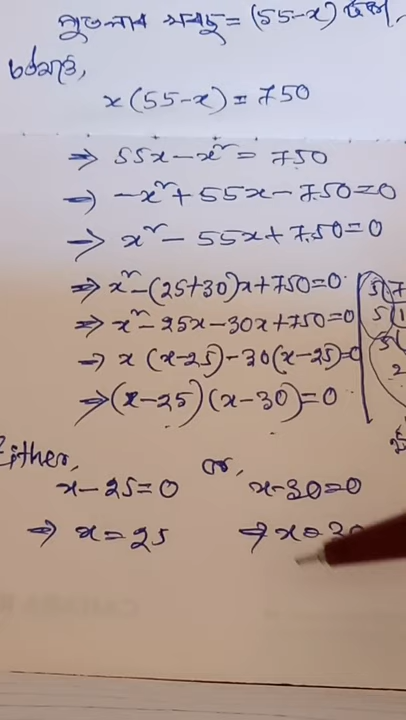 x(55-x)=750
⇒ 55x-x²= 750
⇒ -x²+55x-750=0
⇒ x²-55x+750=0
⇒ x²-(25+30)x+750=0
⇒ x²-25x-30x+750=0
⇒ x(x-25)-30(x-25)=0
⇒(x-25)(x-30)=0
Either, or,
x-25=0 x-30=0
⇒ x=25 ⇒ x=30